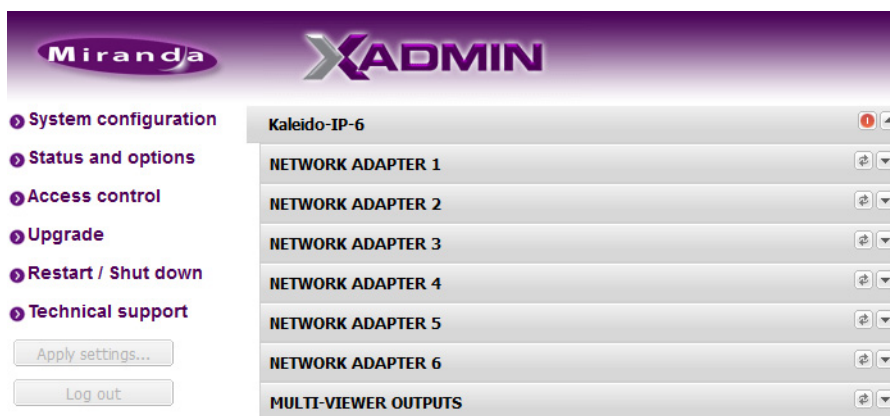 Miranda
XADMIN
System configuration
Status and options
Access control
Upgrade
Restart / Shut down
Technical support
Apply settings...
Log out
Kaleido-IP-6
NETWORK ADAPTER 1
NETWORK ADAPTER 2
NETWORK ADAPTER 3
NETWORK ADAPTER 4
NETWORK ADAPTER 5
NETWORK ADAPTER 6
MULTI-VIEWER OUTPUTS